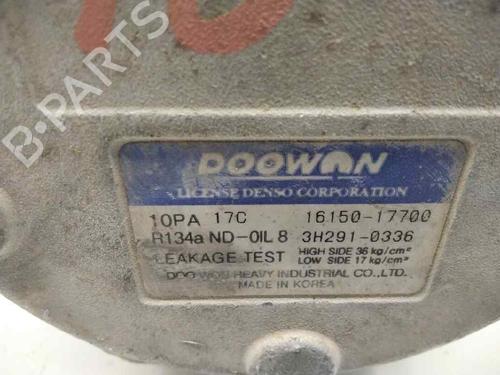 B-PARTS
DOOWON
LICENSE DENSO CORPORATION
10PA 17C 16150-17700
R134a ND-OIL 8 3H291-0336
LEAKAGE TEST HIGH SIDE 36 kg/cm²
LOW SIDE 17 kg/cm²
DOO WON HEAVY INDUSTRIAL CO.,LTD.
MADE IN KOREA